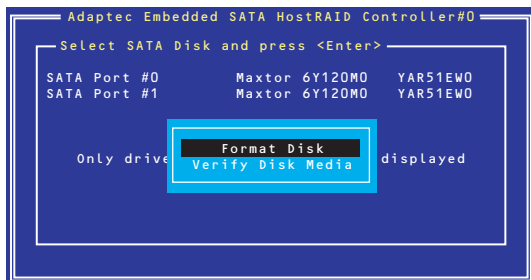 Adaptec Embedded SATA HostRAID Controller#0
Select SATA Disk and press <Enter>
SATA Port #0 Maxtor 6Y120M0 YAR51EW0
SATA Port #1 Maxtor 6Y120M0 YAR51EW0
Format Disk
Only drive displayed
Verify Disk Media